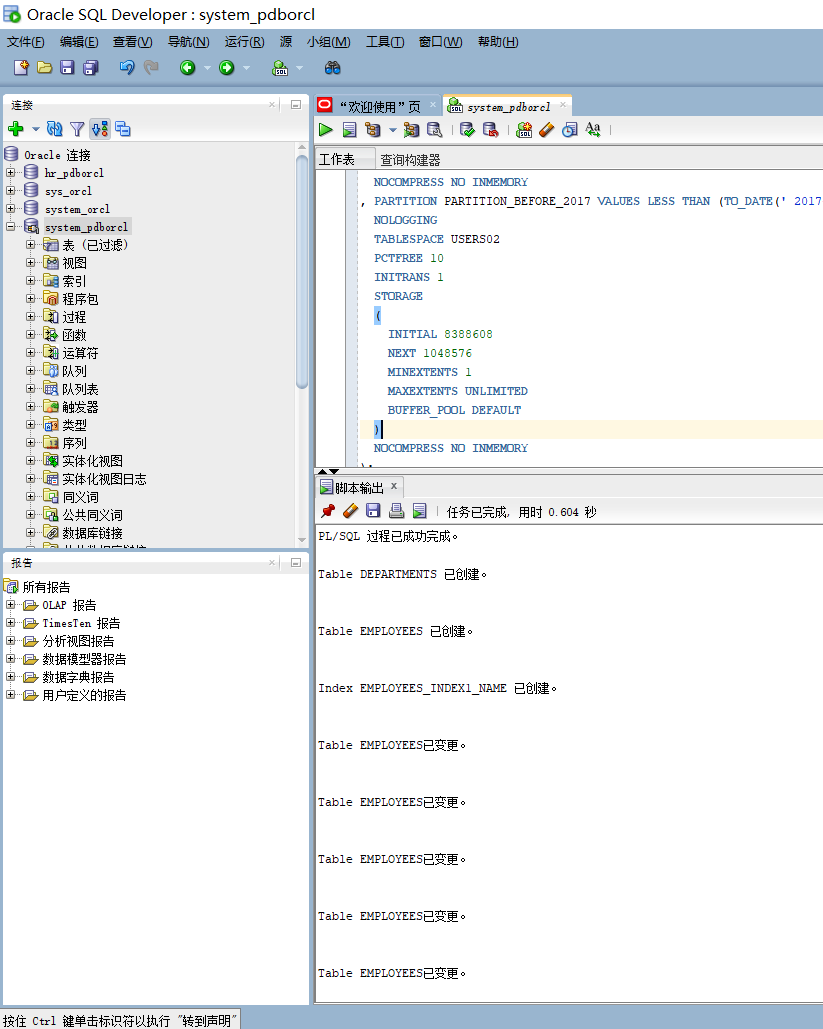 Oracle SQL Developer : system_pdborcl
文件(F) 编辑(E) 查看(V) 导航(N) 运行(R) 源 小组(M) 工具(T) 窗口(W) 帮助(H)
连接
Oracle 连接
hr_pdborcl
sys_orcl
system_orcl
system_pdborcl
表 (已过滤)
视图
索引
程序包
过程
函数
运算符
队列
队列表
触发器
类型
序列
实体化视图
实体化视图日志
同义词
公共同义词
数据库链接
报告
所有报告
OLAP 报告
TimesTen 报告
分析视图报告
数据模型器报告
数据字典报告
用户定义的报告
“欢迎使用”页 system_pdborcl
工作表 查询构建器
NOCOMPRESS NO INMEMORY
, PARTITION PARTITION_BEFORE_2017 VALUES LESS THAN (TO_DATE(' 2017
NOLOGGING
TABLESPACE USERS02
PCTFREE 10
INITRANS 1
STORAGE
(
INITIAL 8388608
NEXT 1048576
MINEXTENTS 1
MAXEXTENTS UNLIMITED
BUFFER_POOL DEFAULT
)
NOCOMPRESS NO INMEMORY
脚本输出 x
任务已完成, 用时 0.604 秒
PL/SQL 过程已成功完成。
Table DEPARTMENTS 已创建。
Table EMPLOYEES 已创建。
Index EMPLOYEES_INDEX1_NAME 已创建。
Table EMPLOYEES已变更。
Table EMPLOYEES已变更。
Table EMPLOYEES已变更。
Table EMPLOYEES已变更。
Table EMPLOYEES已变更。
按住 Ctrl 键单击标识符以执行 "转到声明"